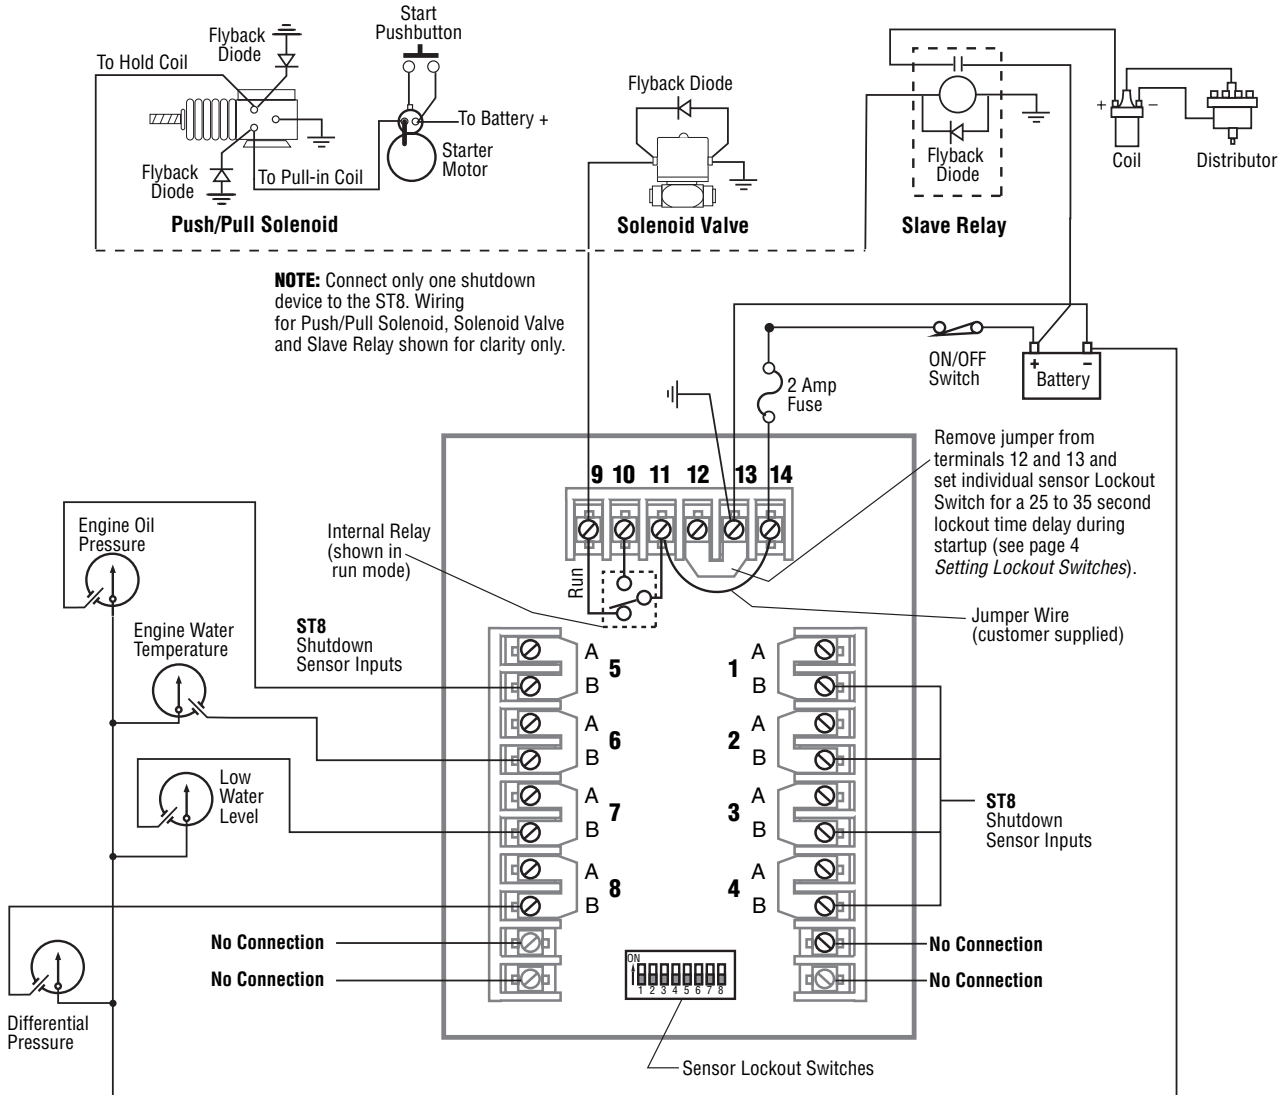 Start
Pushbutton
Flyback
Diode
To Hold Coil
Flyback Diode
To Battery +
Starter
Motor
Flyback
Diode
To Pull-in Coil
Push/Pull Solenoid
Solenoid Valve
Flyback
Diode
Slave Relay
+
−
Coil
Distributor
NOTE: Connect only one shutdown
device to the ST8. Wiring
for Push/Pull Solenoid, Solenoid Valve
and Slave Relay shown for clarity only.
ON/OFF
Switch
+
−
Battery
2 Amp
Fuse
9 10 11 12 13 14
Remove jumper from
terminals 12 and 13 and
set individual sensor Lockout
Switch for a 25 to 35 second
lockout time delay during
startup (see page 4
Setting Lockout Switches).
Internal Relay
(shown in
run mode)
Run
Jumper Wire
(customer supplied)
Engine Oil
Pressure
Engine Water
Temperature
ST8
Shutdown
Sensor Inputs
Low
Water
Level
Differential
Pressure
A
5
B
A
6
B
A
7
B
A
8
B
A
1
B
A
2
B
A
3
B
A
4
B
ST8
Shutdown
Sensor Inputs
No Connection
No Connection
No Connection
No Connection
ON
1 2 3 4 5 6 7 8
Sensor Lockout Switches